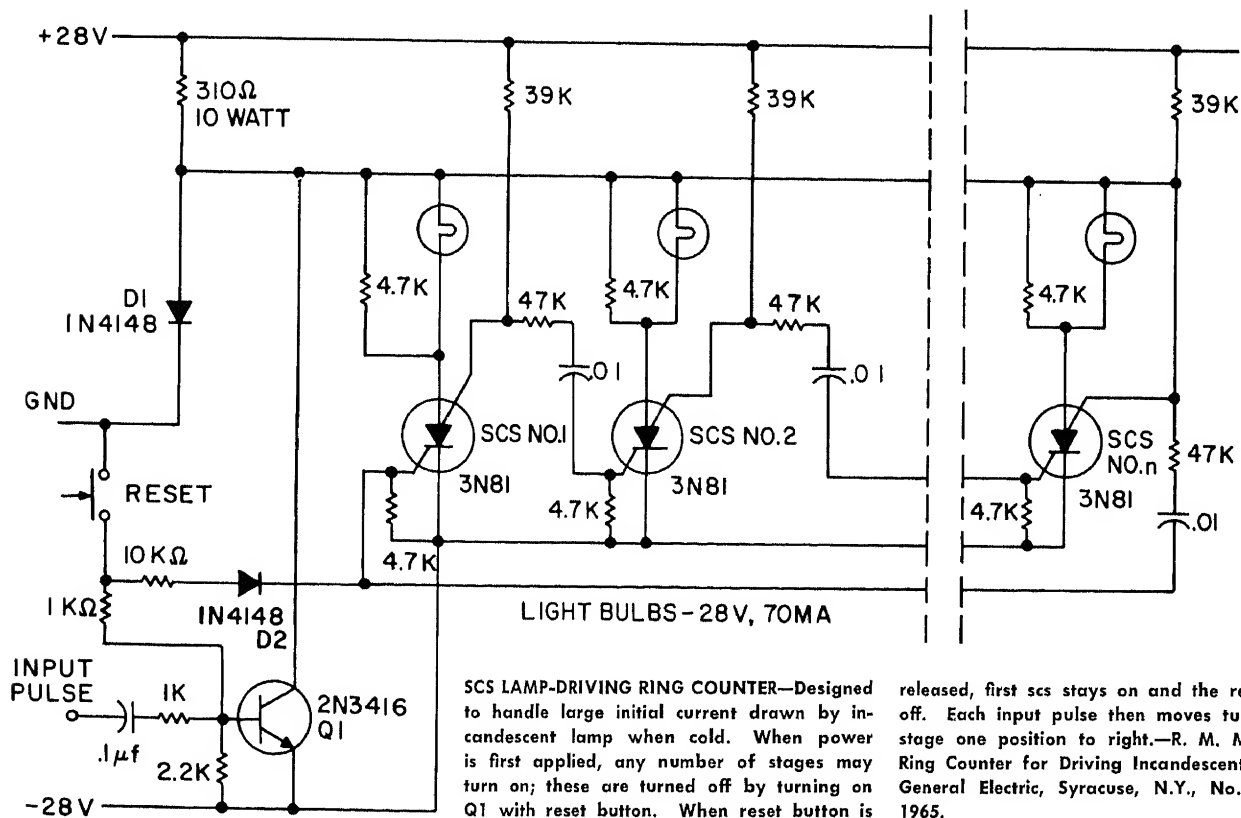 +28V
310Ω
10 WATT
39K
39K
39K
4.7K
4.7K
4.7K
D1
1N4148
47K
47K
.01
.01
GND
SCS NO.1
SCS NO.2
SCS
NO.n
47K
3N81
3N81
3N81
RESET
4.7K
4.7K
.01
4.7K
10KΩ
1KΩ
1N4148
D2
LIGHT BULBS-28V, 70MA
INPUT
PULSE
1K
2N3416
Q1
.1μf
2.2K
-28V
SCS LAMP-DRIVING RING COUNTER—Designed
to handle large initial current drawn by in-
candescent lamp when cold. When power
is first applied, any number of stages may
turn on; these are turned off by turning on
Q1 with reset button. When reset button is
released, first scs stays on and the
off. Each input pulse then moves
stage one position to right.—R. M.
Ring Counter for Driving Incandescent
General Electric, Syracuse, N.Y., No.
1965.